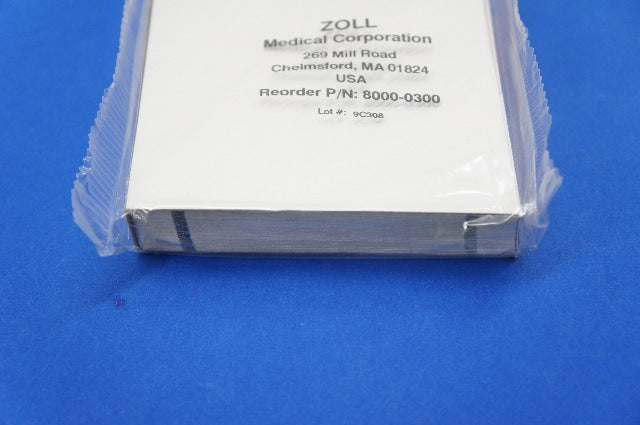 ZOLL
Medical Corporation
269 Mill Road
Chelmsford, MA 01824
USA
Reorder P/N: 8000-0300
Lot #: 9C308